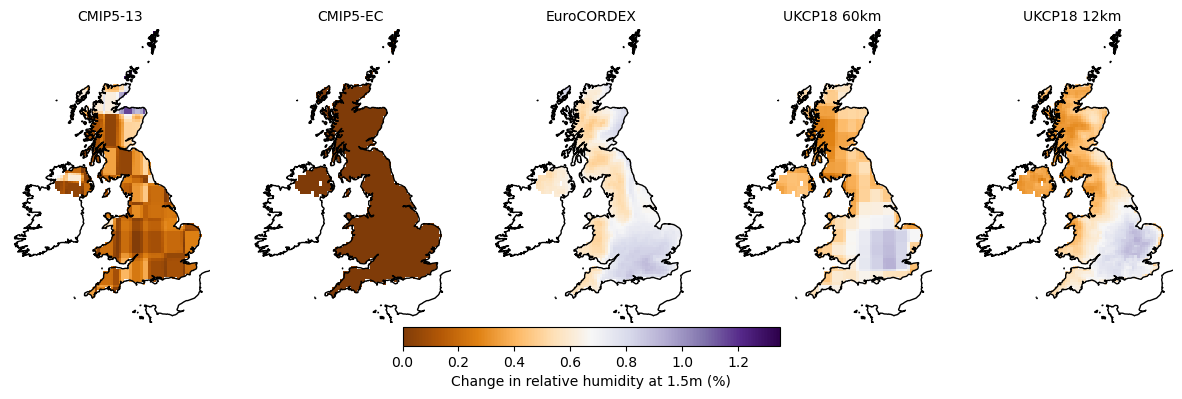 CMIP5-13 CMIP5-EC EuroCORDEX UKCP18 60km UKCP18 12km
0.0 0.2 0.4 0.6 0.8 1.0 1.2
Change in relative humidity at 1.5m (%)